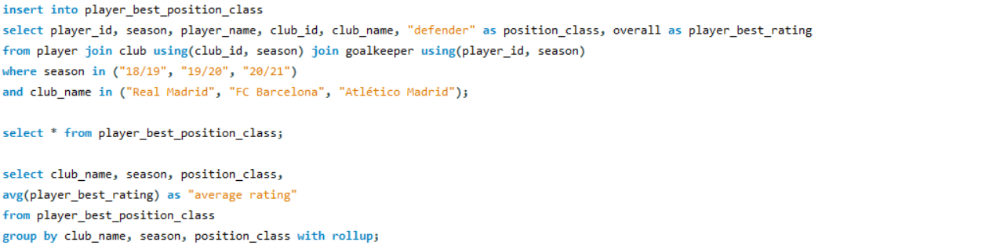 insert into player_best_position_class
select player_id, season, player_name, club_id, club_name, "defender" as position_class, overall as player_best_rating
from player join club using(club_id, season) join goalkeeper using(player_id, season)
where season in ("18/19", "19/20", "20/21")
and club_name in ("Real Madrid", "FC Barcelona", "Atlético Madrid");
select * from player_best_position_class;
select club_name, season, position_class,
avg(player_best_rating) as "average rating"
from player_best_position_class
group by club_name, season, position_class with rollup;